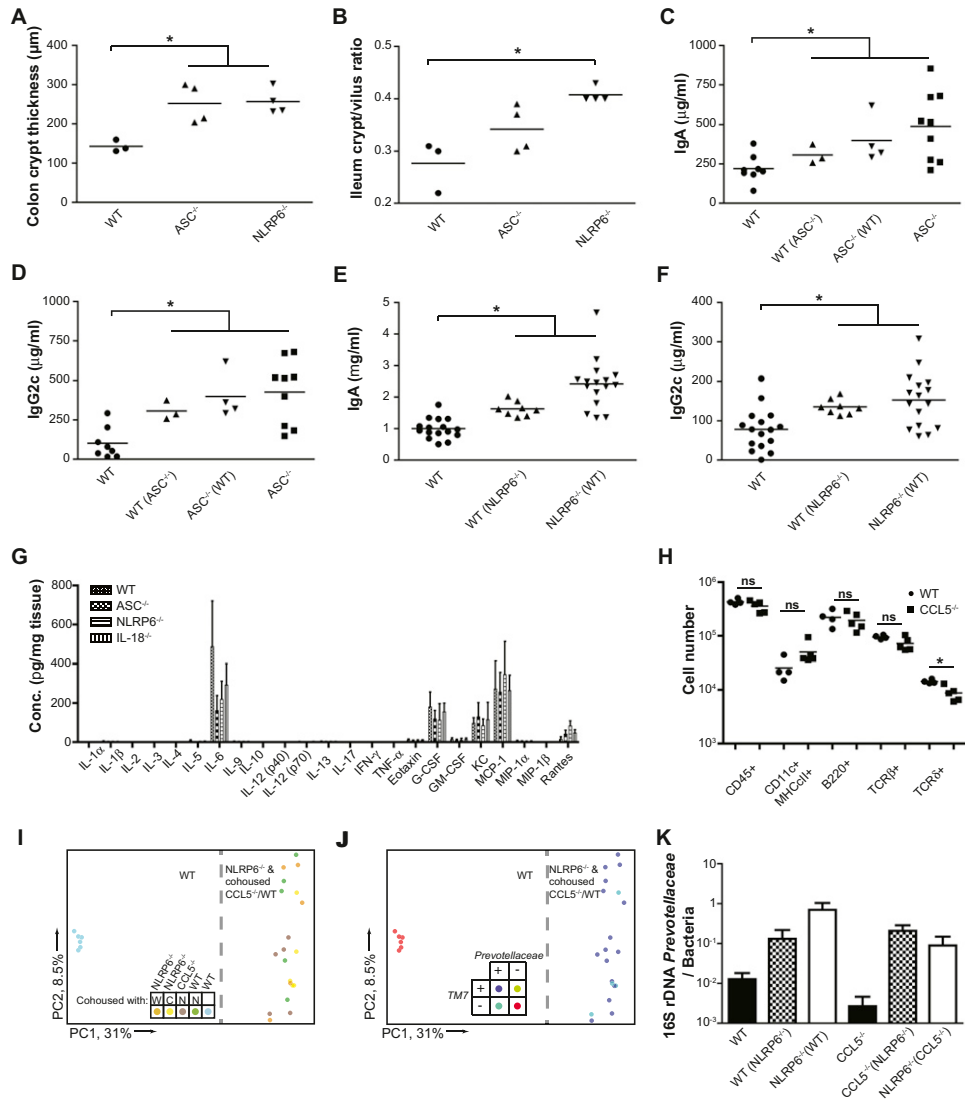 A
Colon crypt thickness (µm)
400
300
200
100
0
*
WT
ASC-/-
NLRP6-/-
B
Ileum crypt/vilus ratio
0.5
0.4
0.3
0.2
*
WT
ASC-/-
NLRP6-/-
C
IgA (µg/ml)
1000
750
500
250
0
*
WT
WT (ASC-/-)
ASC-/- (WT)
ASC-/-
D
IgG2c (µg/ml)
1000
750
500
250
0
*
WT
WT (ASC-/-)
ASC-/- (WT)
ASC-/-
E
IgA (mg/ml)
5
4
3
2
1
0
*
WT
WT (NLRP6-/-)
NLRP6-/- (WT)
F
IgG2c (µg/ml)
400
300
200
100
0
*
WT
WT (NLRP6-/-)
NLRP6-/- (WT)
G
Conc. (pg/mg tissue)
800
600
400
200
0
WT
ASC-/-
NLRP6-/-
IL-18-/-
IL-1α
IL-1β
IL-2
IL-3
IL-4
IL-5
IL-6
IL-9
IL-10
IL-12 (p40)
IL-12 (p70)
IL-13
IL-17
IFN-γ
TNF-α
Eotaxin
G-CSF
GM-CSF
KC
MCP-1
MIP-1α
MIP-1β
Rantes
H
Cell number
10^6
10^5
10^4
10^3
ns
ns
ns
ns
*
WT
CCL5-/-
CD45+
CD11c+
MHCcII+
B220+
TCRβ+
TCRδ+
I
PC2, 8.5%
PC1, 31%
WT
NLRP6-/- &
cohoused
CCL5-/-/WT
NLRP6-/-
NLRP6-/-
CCL5-/-
WT
WT
Cohoused with: W C N N
J
PC2, 8.5%
PC1, 31%
WT
NLRP6-/- &
cohoused
CCL5-/-/WT
Prevotellaceae
+ -
TM7
+
-
K
16S rDNA Prevotellaceae
/ Bacteria
10
1
10^-1
10^-2
10^-3
WT
WT (NLRP6-/-)
NLRP6-/-(WT)
CCL5-/-
CCL5-/-(NLRP6-/-)
NLRP6-/-(CCL5-/-)